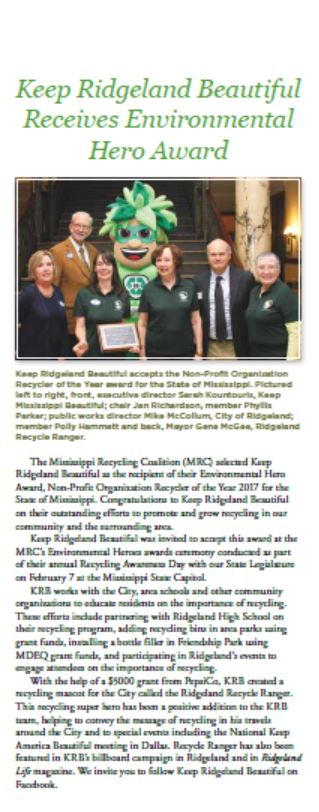 Keep Ridgeland Beautiful
Receives Environmental
Hero Award
Keep Ridgeland Beautiful accepts the Non-Profit Organization
Recycler of the Year award for the State of Mississippi. Pictured
left to right, front, executive director Sarah Kountouris, Keep
Mississippi Beautiful; chair Jan Richardson, member Phyllis
Parker; public works director Mike McCollum, City of Ridgeland;
member Polly Hammett and back, Mayor Gene McGee, Ridgeland
Recycle Ranger.
The Mississippi Recycling Coalition (MRC) selected Keep
Ridgeland Beautiful as the recipient of their Environmental Hero
Award, Non-Profit Organization Recycler of the Year 2017 for the
State of Mississippi. Congratulations to Keep Ridgeland Beautiful
on their outstanding efforts to promote and grow recycling in our
community and the surrounding area.
Keep Ridgeland Beautiful was invited to accept this award at the
MRC's Environmental Heroes awards ceremony conducted as part
of their annual Recycling Awareness Day with our State Legislature
on February 7 at the Mississippi State Capitol.
KRB works with the City, area schools and other community
organizations to educate residents on the importance of recycling.
These efforts include partnering with Ridgeland High School on
their recycling program, adding recycling bins in area parks using
grant funds, installing a bottle filler in Friendship Park using
MDEQ grant funds, and participating in Ridgeland's events to
engage attendees on the importance of recycling.
With the help of a $5000 grant from PepsiCo, KRB created a
recycling mascot for the City called the Ridgeland Recycle Ranger.
This recycling super hero has been a positive addition to the KRB
team, helping to convey the message of recycling in his travels
around the City and to special events including the National Keep
America Beautiful meeting in Dallas. Recycle Ranger has also been
featured in KRB's billboard campaign in Ridgeland and in Ridgeland
Life magazine. We invite you to follow Keep Ridgeland Beautiful on
Facebook.